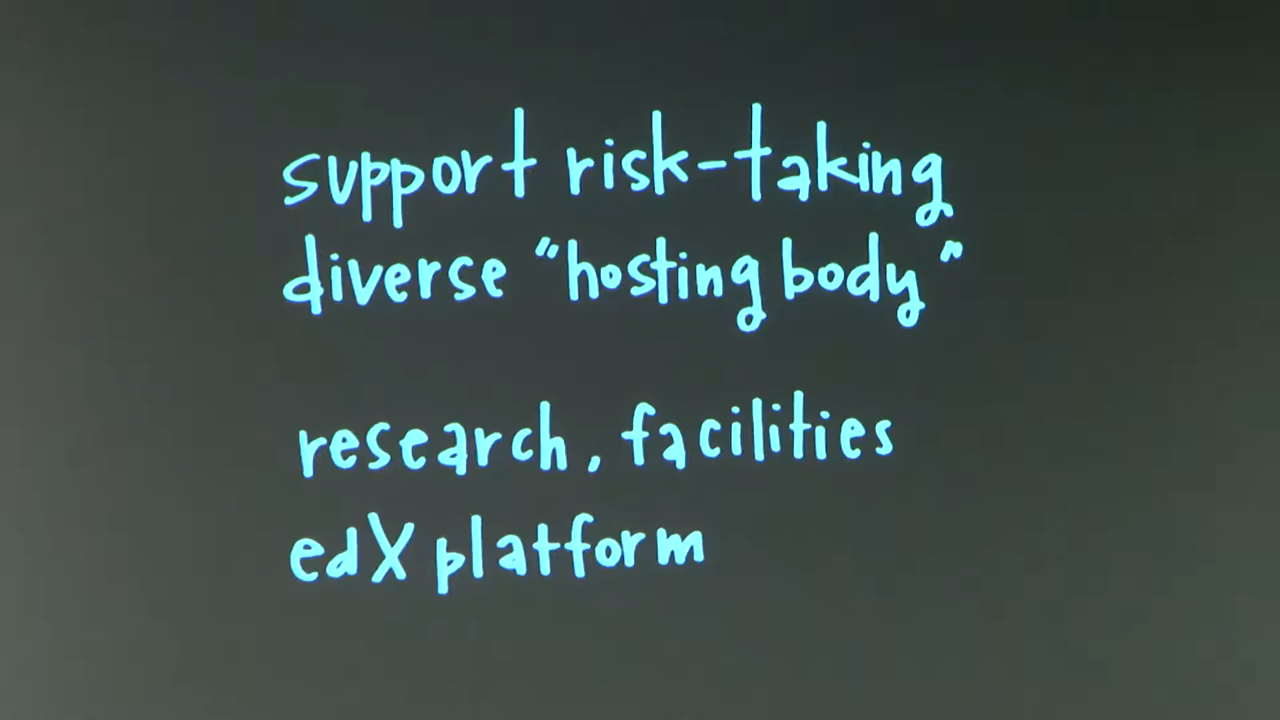 support risk-taking
diverse "hosting body"
research, facilities
edX platform